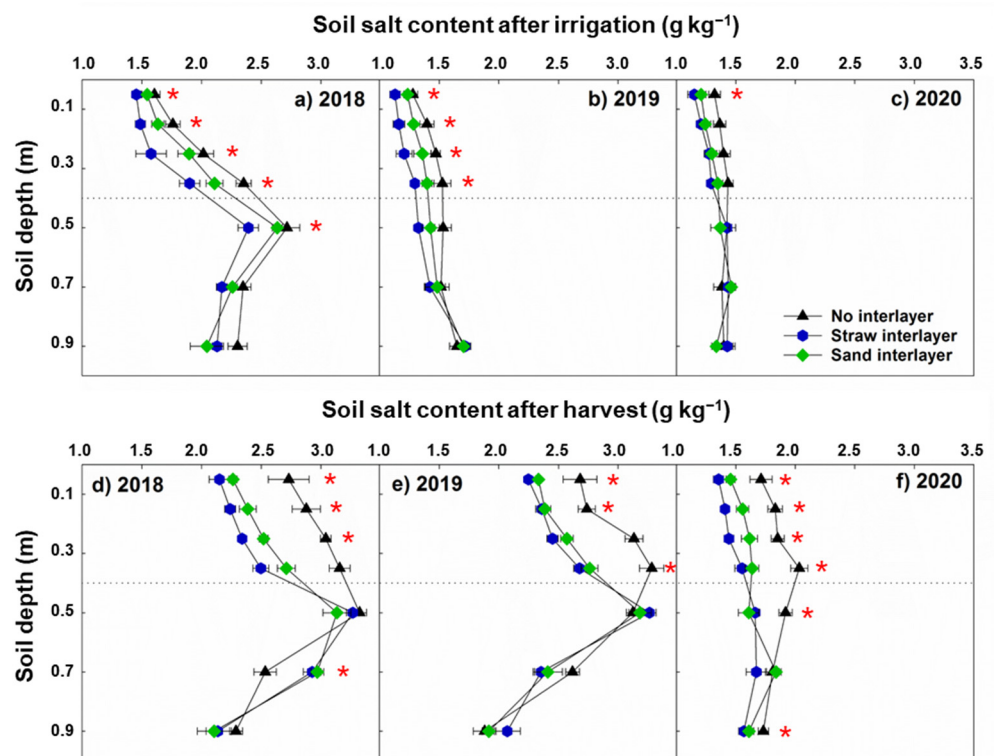 Soil salt content after irrigation (g kg⁻¹)
1.0 1.5 2.0 2.5 3.0 1.0 1.5 2.0 2.5 3.0 1.0 1.5 2.0 2.5 3.0 3.5
a) 2018 b) 2019 c) 2020
Soil depth (m)
0.1
0.3
0.5
0.7
0.9
* * * * *
* * * *
*
No interlayer
Straw interlayer
Sand interlayer
Soil salt content after harvest (g kg⁻¹)
1.0 1.5 2.0 2.5 3.0 1.0 1.5 2.0 2.5 3.0 1.0 1.5 2.0 2.5 3.0 3.5
d) 2018 e) 2019 f) 2020
Soil depth (m)
0.1
0.3
0.5
0.7
0.9
* * * *
* * *
* * * * * *